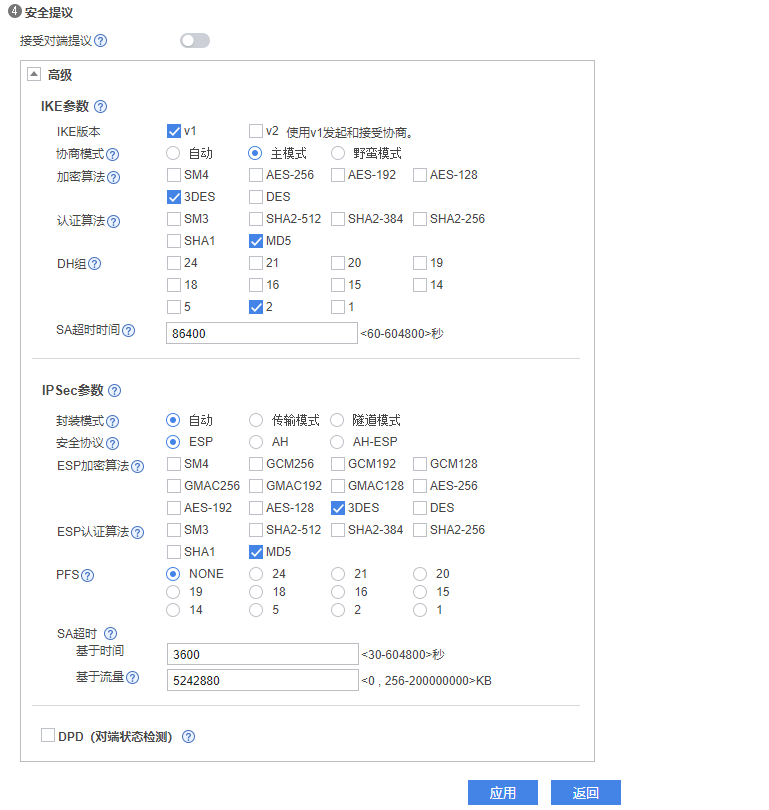 4 安全提议
接受对端提议 ?
高级
IKE参数 ?
IKE版本 v1 v2 使用v1发起和接受协商。
协商模式 ? 自动 主模式 野蛮模式
加密算法 ? SM4 AES-256 AES-192 AES-128
3DES DES
认证算法 ? SM3 SHA2-512 SHA2-384 SHA2-256
SHA1 MD5
DH组 ? 24 21 20 19
18 16 15 14
5 2 1
SA超时时间 ? 86400 <60-604800>秒
IPSec参数 ?
封装模式 ? 自动 传输模式 隧道模式
安全协议 ? ESP AH AH-ESP
ESP加密算法 ? SM4 GCM256 GCM192 GCM128
GMAC256 GMAC192 GMAC128 AES-256
AES-192 AES-128 3DES DES
ESP认证算法 ? SM3 SHA2-512 SHA2-384 SHA2-256
SHA1 MD5
PFS ? NONE 24 21 20
19 18 16 15
14 5 2 1
SA超时 ?
基于时间 3600 <30-604800>秒
基于流量 ? 5242880 <0 , 256-200000000>KB
DPD（对端状态检测） ?
应用 返回